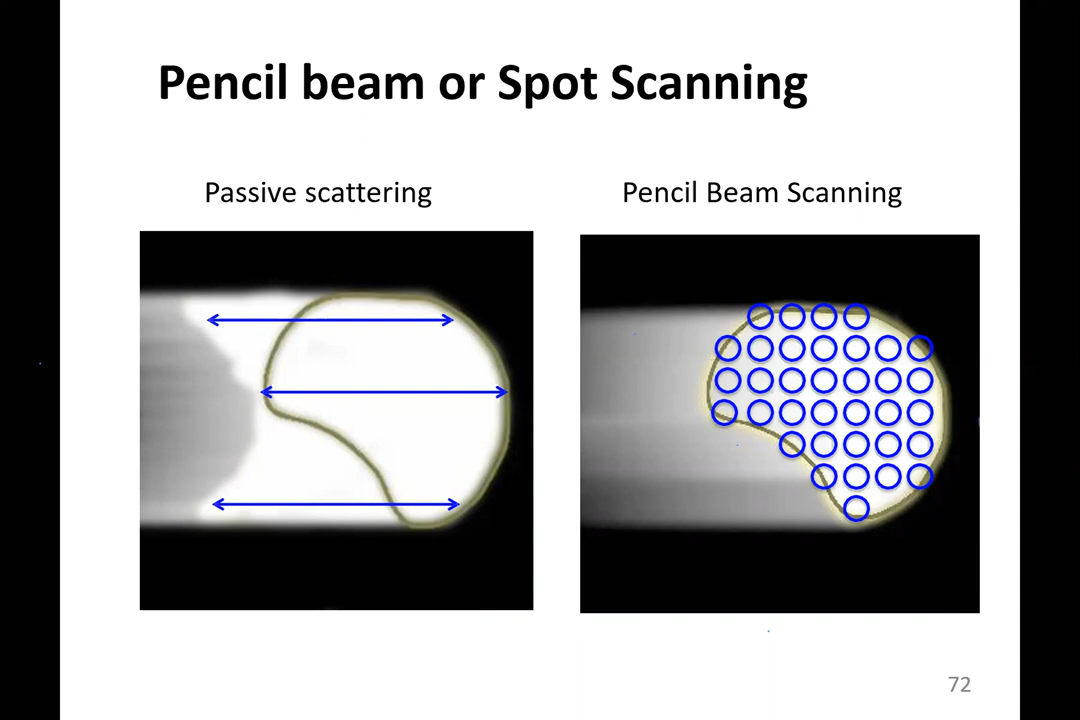 Pencil beam or Spot Scanning
Passive scattering
Pencil Beam Scanning
72